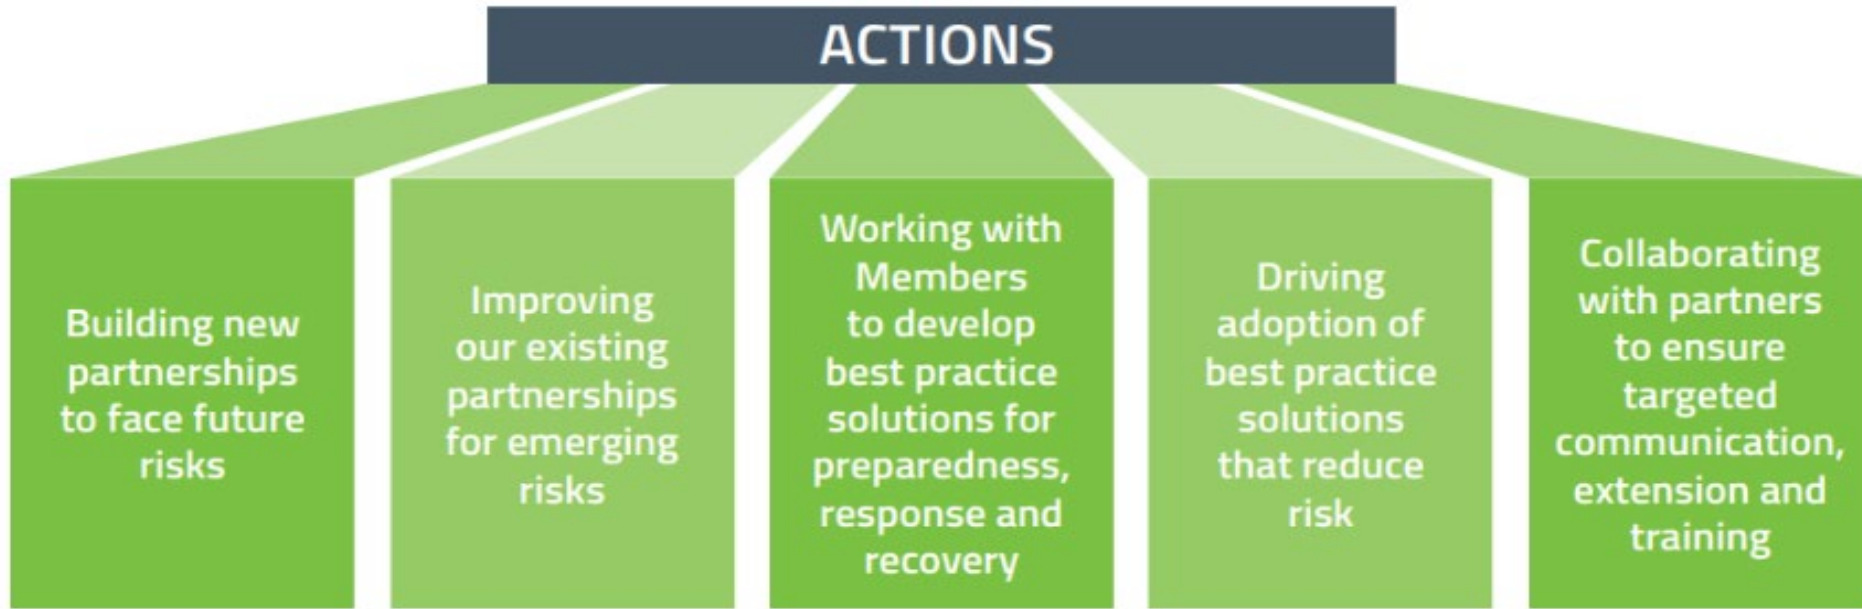 ACTIONS
Building new
partnerships
to face future
risks
Improving
our existing
partnerships
for emerging
risks
Working with
Members
to develop
best practice
solutions for
preparedness,
response and
recovery
Driving
adoption of
best practice
solutions
that reduce
risk
Collaborating
with partners
to ensure
targeted
communication,
extension and
training